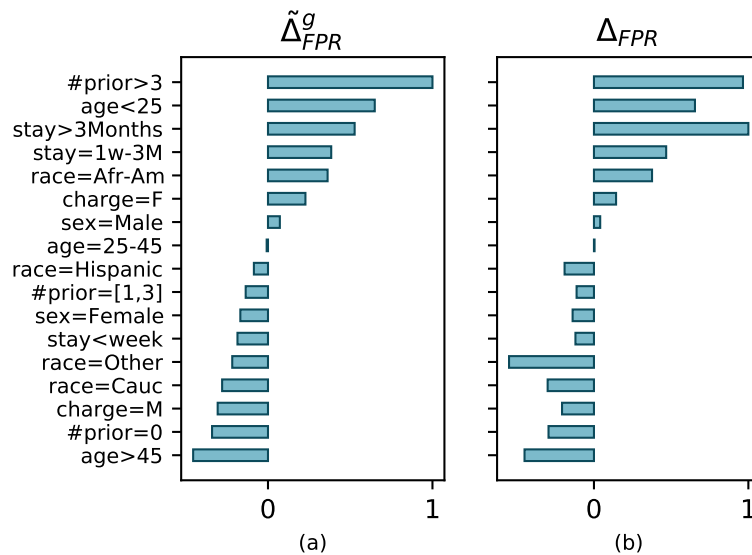 Δ̃ᵍ_FPR
Δ_FPR
#prior>3
age<25
stay>3Months
stay=1w-3M
race=Afr-Am
charge=F
sex=Male
age=25-45
race=Hispanic
#prior=[1,3]
sex=Female
stay<week
race=Other
race=Cauc
charge=M
#prior=0
age>45
0 1
0 1
(a)
(b)